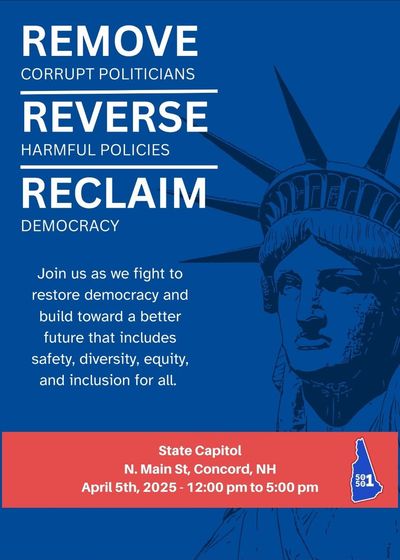 REMOVE
CORRUPT POLITICIANS
REVERSE
HARMFUL POLICIES
RECLAIM
DEMOCRACY
Join us as we fight to
restore democracy and
build toward a better
future that includes
safety, diversity, equity,
and inclusion for all.
State Capitol
N. Main St, Concord, NH
April 5th, 2025 - 12:00 pm to 5:00 pm
50
50
1